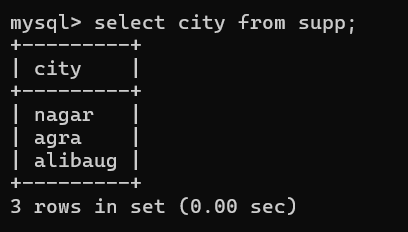 mysql> select city from supp;
+---------+
| city    |
+---------+
| nagar   |
| agra    |
| alibaug |
+---------+
3 rows in set (0.00 sec)